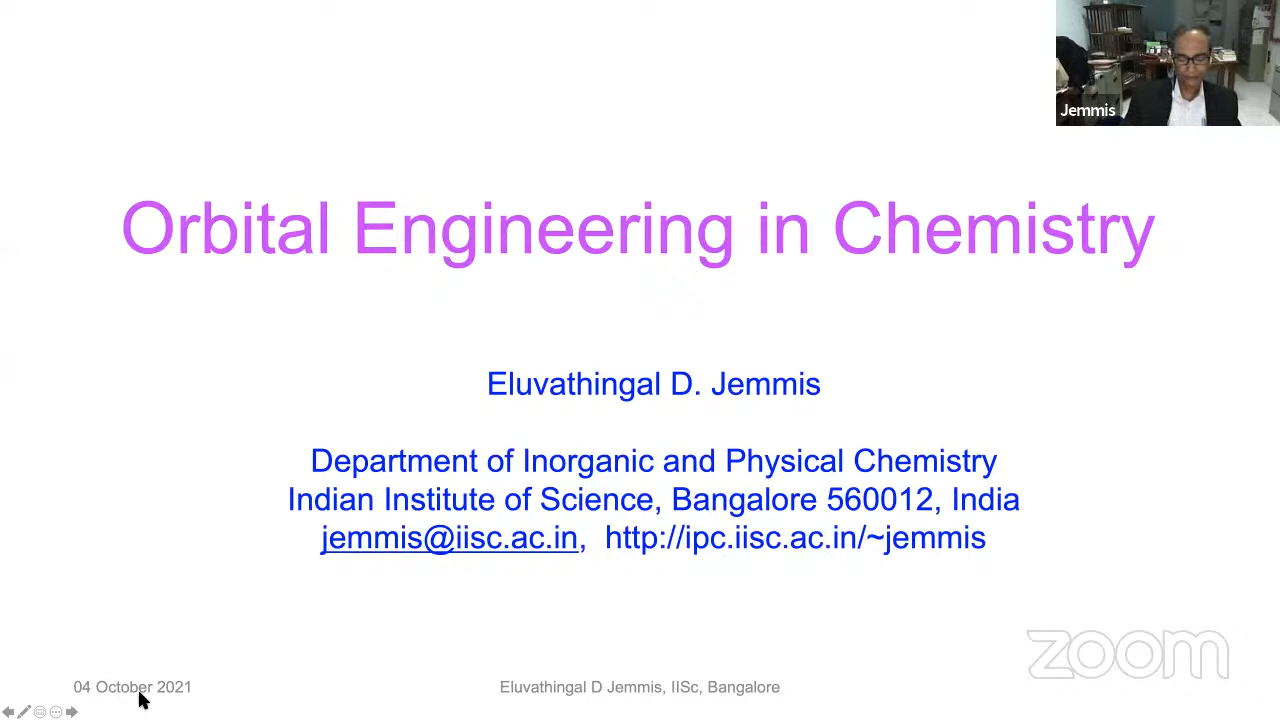 Jemmis
Orbital Engineering in Chemistry
Eluvathingal D. Jemmis
Department of Inorganic and Physical Chemistry
Indian Institute of Science, Bangalore 560012, India
jemmis@iisc.ac.in, http://ipc.iisc.ac.in/~jemmis
zoom
04 October 2021
Eluvathingal D Jemmis, IISc, Bangalore